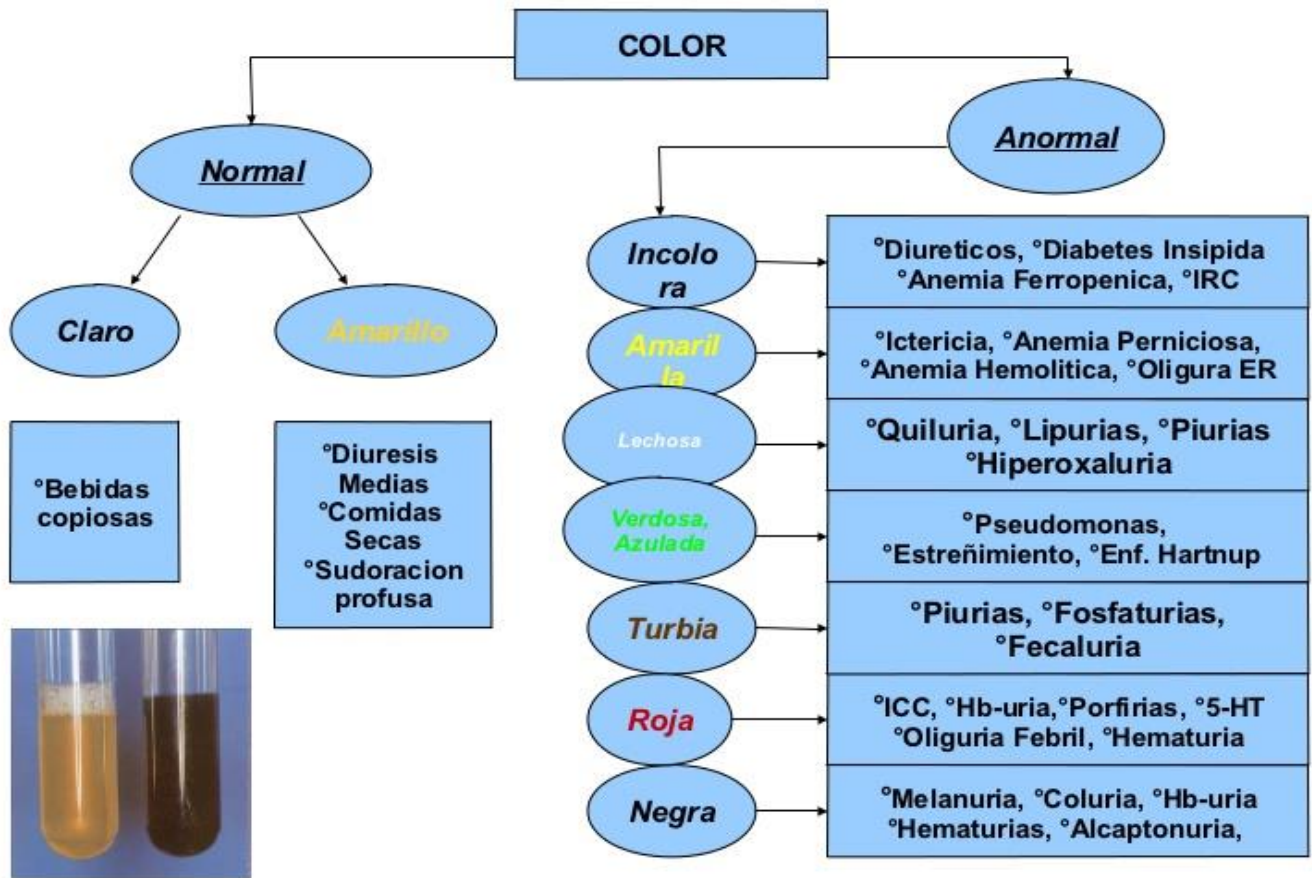 COLOR
Normal
Anormal
Claro
Amarillo
°Bebidas
copiosas
°Diuresis
Medias
°Comidas
Secas
°Sudoracion
profusa
Incolo
ra
°Diureticos, °Diabetes Insipida
°Anemia Ferropenica, °IRC
Amaril
la
°Ictericia, °Anemia Perniciosa,
°Anemia Hemolitica, °Oligura ER
Lechosa
°Quiluria, °Lipurias, °Piurias
°Hiperoxaluria
Verdosa,
Azulada
°Pseudomonas,
°Estreñimiento, °Enf. Hartnup
Turbia
°Piurias, °Fosfaturias,
°Fecaluria
Roja
°ICC, °Hb-uria,°Porfirias, °5-HT
°Oliguria Febril, °Hematuria
Negra
°Melanuria, °Coluria, °Hb-uria
°Hematurias, °Alcaptonuria,